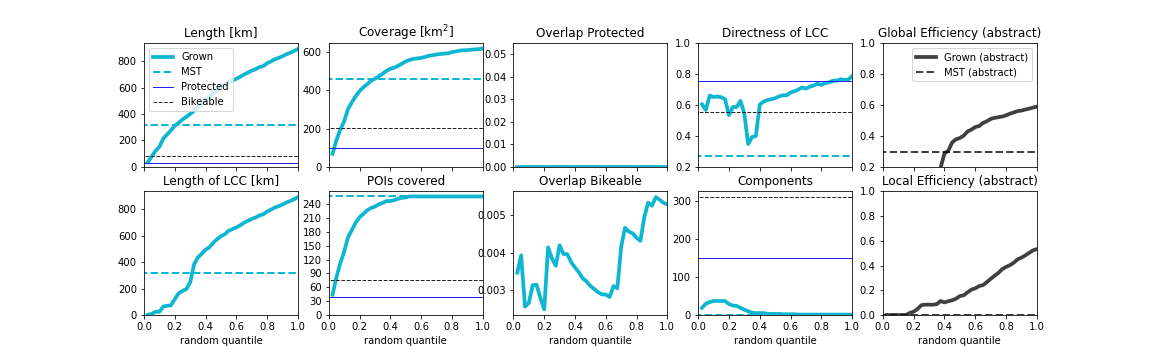 Length [km]
Coverage [km²]
Overlap Protected
Directness of LCC
Global Efficiency (abstract)
800
600
400
200
0
Grown
MST
Protected
Bikeable
600
400
200
0
0.05
0.04
0.03
0.02
0.01
0.00
1.0
0.8
0.6
0.4
0.2
1.0
0.8
0.6
0.4
0.2
Grown (abstract)
MST (abstract)
Length of LCC [km]
POIs covered
Overlap Bikeable
Components
Local Efficiency (abstract)
800
600
400
200
0
240
210
180
150
120
90
60
30
0
0.005
0.004
0.003
300
200
100
0
1.0
0.8
0.6
0.4
0.2
0.0
0.0 0.2 0.4 0.6 0.8 1.0
0.0 0.2 0.4 0.6 0.8 1.0
0.0 0.2 0.4 0.6 0.8 1.0
0.0 0.2 0.4 0.6 0.8 1.0
0.0 0.2 0.4 0.6 0.8 1.0
random quantile
random quantile
random quantile
random quantile
random quantile